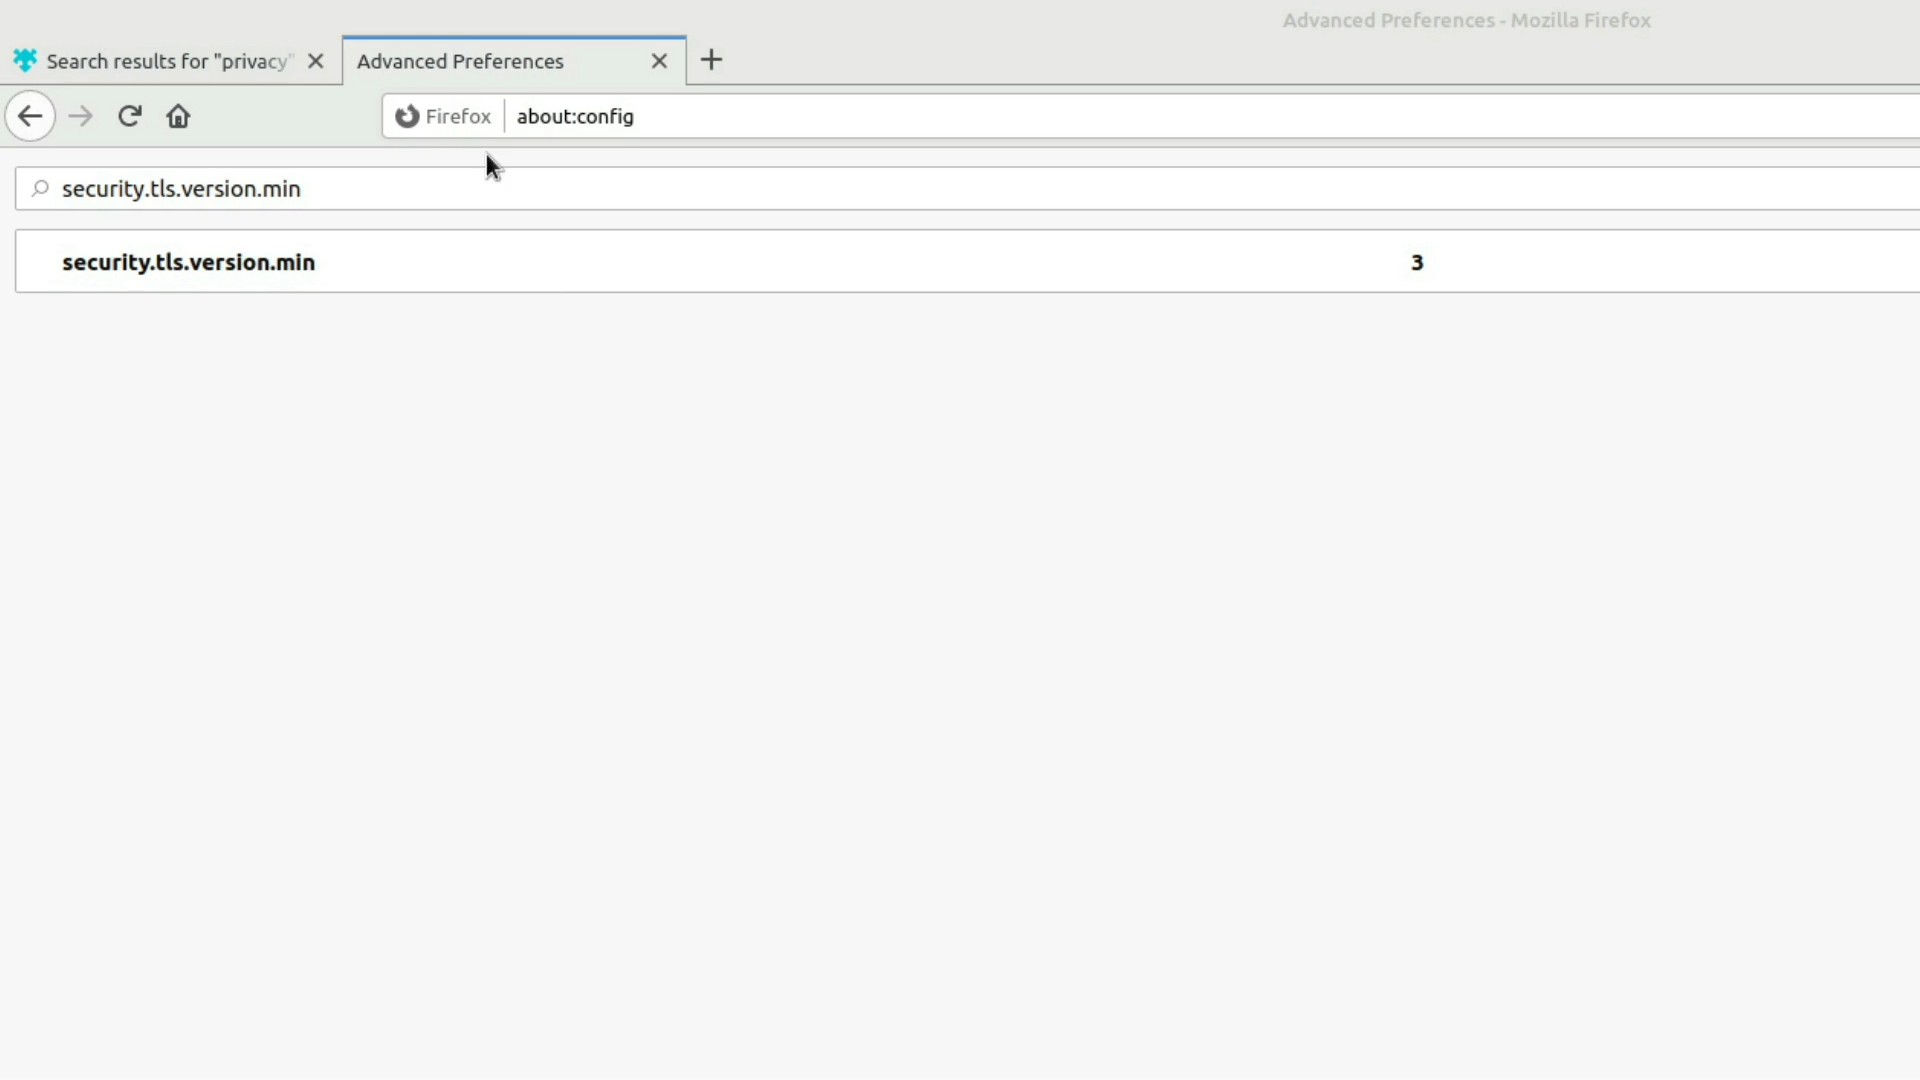 Advanced Preferences - Mozilla Firefox
Search results for "privacy"
Advanced Preferences
Firefox
about:config
security.tls.version.min
security.tls.version.min
3